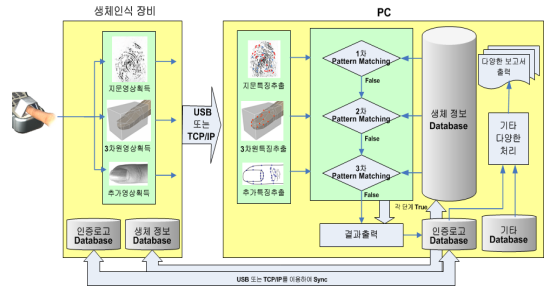 생체인식 장비
PC
지문영상획득
3차원영상획득
추가영상획득
USB
또는
TCP/IP
지문특징추출
3차원특징추출
추가특징추출
1차
Pattern Matching
False
2차
Pattern Matching
False
3차
Pattern Matching
False
생체 정보
Database
다양한 보고서
출력
기타
다양한
처리
각 단계 True
결과출력
인증로고
Database
생체 정보
Database
인증로고
Database
기타
Database
USB 또는 TCP/IP를 이용하여 Sync